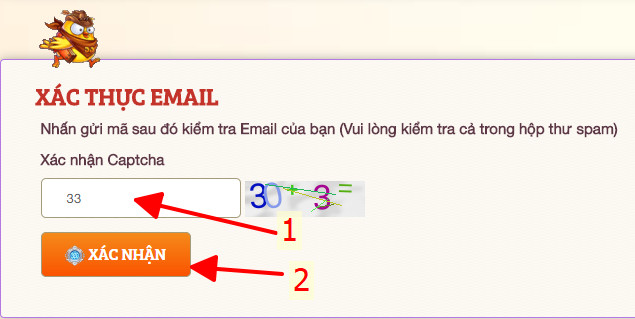 XÁC THỰC EMAIL
Nhấn gửi mã sau đó kiểm tra Email của bạn (Vui lòng kiểm tra cả trong hộp thư spam)
Xác nhận Captcha
33
30 + 3 =
1
XÁC NHẬN
2